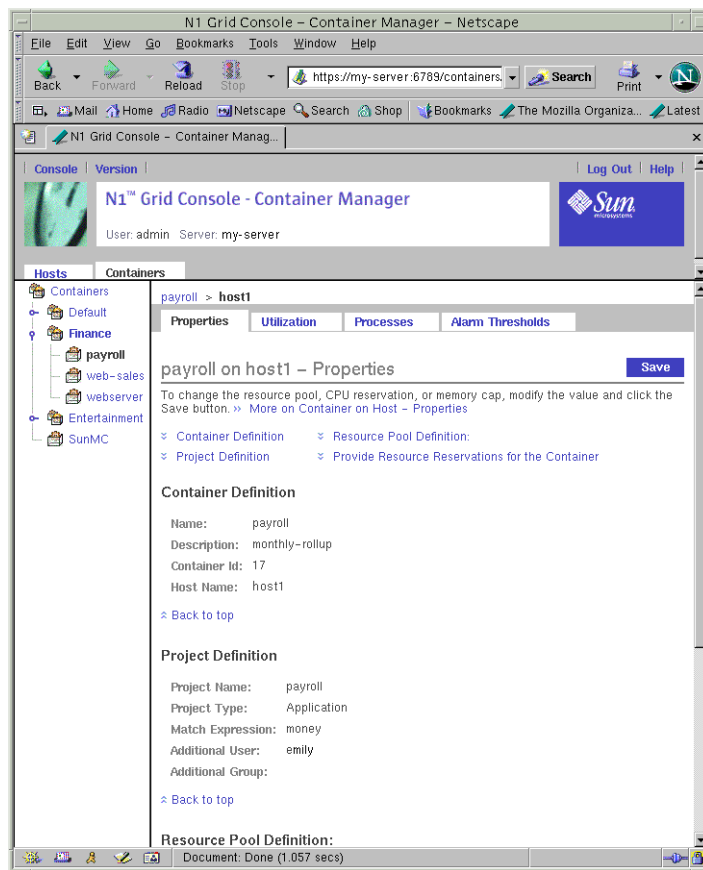 N1 Grid Console – Container Manager – Netscape
File Edit View Go Bookmarks Tools Window Help
Back Forward Reload Stop https://my-server:6789/containers. Search Print N
Mail Home Radio Netscape Search Shop Bookmarks The Mozilla Organiza... Latest
N1 Grid Console – Container Manag...
Console Version Log Out Help
N1™ Grid Console - Container Manager
Sun
microsystems
User: admin Server: my-server
Hosts Containers
Containers
Default
Finance
payroll
web-sales
webserver
Entertainment
SunMC
payroll > host1
Properties Utilization Processes Alarm Thresholds
payroll on host1 – Properties Save
To change the resource pool, CPU reservation, or memory cap, modify the value and click the
Save button. » More on Container on Host – Properties
Container Definition Resource Pool Definition:
Project Definition Provide Resource Reservations for the Container
Container Definition
Name: payroll
Description: monthly-rollup
Container Id: 17
Host Name: host1
Back to top
Project Definition
Project Name: payroll
Project Type: Application
Match Expression: money
Additional User: emily
Additional Group:
Back to top
Resource Pool Definition:
Document: Done (1.057 secs)